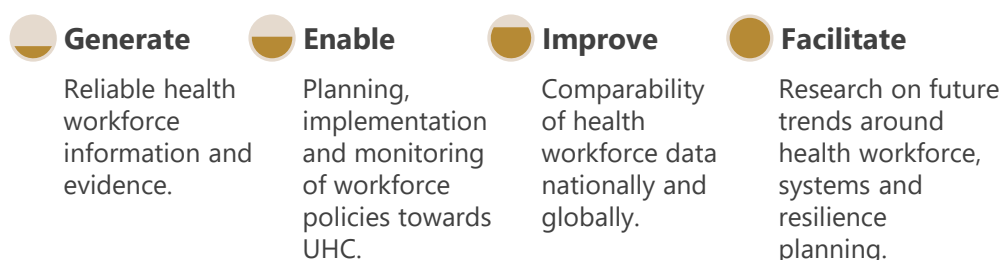 Generate
Reliable health
workforce
information and
evidence.
Enable
Planning,
implementation
and monitoring
of workforce
policies towards
UHC.
Improve
Comparability
of health
workforce data
nationally and
globally.
Facilitate
Research on future
trends around
health workforce,
systems and
resilience
planning.